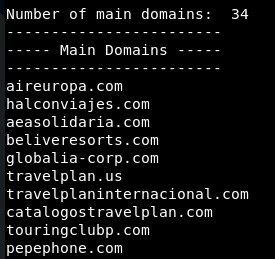 Number of main domains:  34
------------------------
----- Main Domains -----
------------------------
aireuropa.com
halconviajes.com
aeasolidaria.com
beliveresorts.com
globalia-corp.com
travelplan.us
travelplaninternacional.com
catalogostravelplan.com
touringclubp.com
pepephone.com